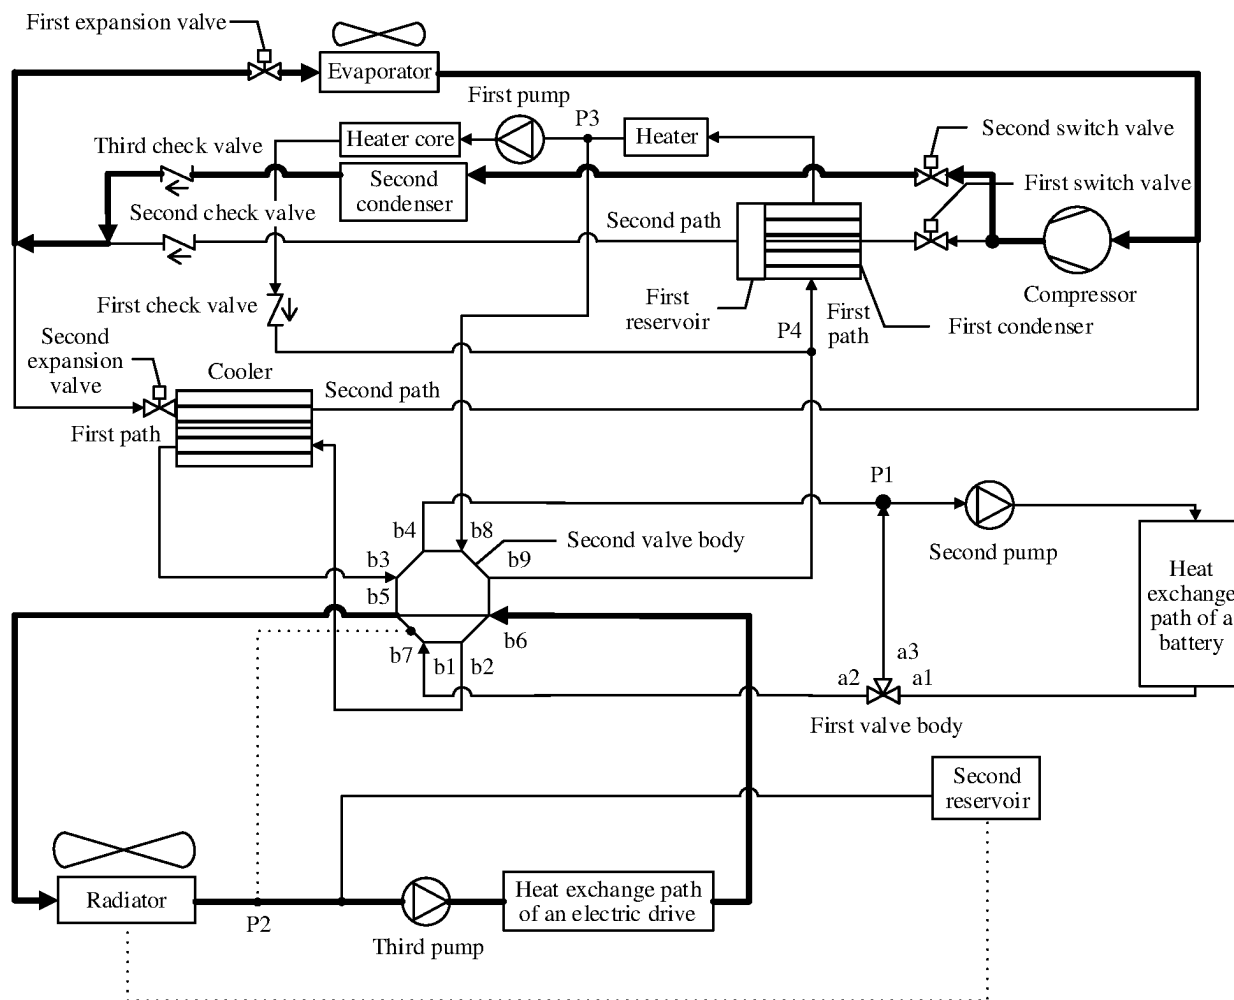 First expansion valve
Evaporator
First pump
P3
Heater core
Heater
Second switch valve
Third check valve
Second
condenser
First switch valve
Second check valve
Second path
Compressor
First check valve
First
reservoir
P4
First
path
First condenser
Second
expansion
valve
Cooler
Second path
First path
P1
b4
b8
Second valve body
Second pump
b3
b9
b5
Heat
exchange
path of a
battery
b6
b7
b1
b2
a3
a2
a1
First valve body
Second
reservoir
Radiator
P2
Heat exchange path
of an electric drive
Third pump